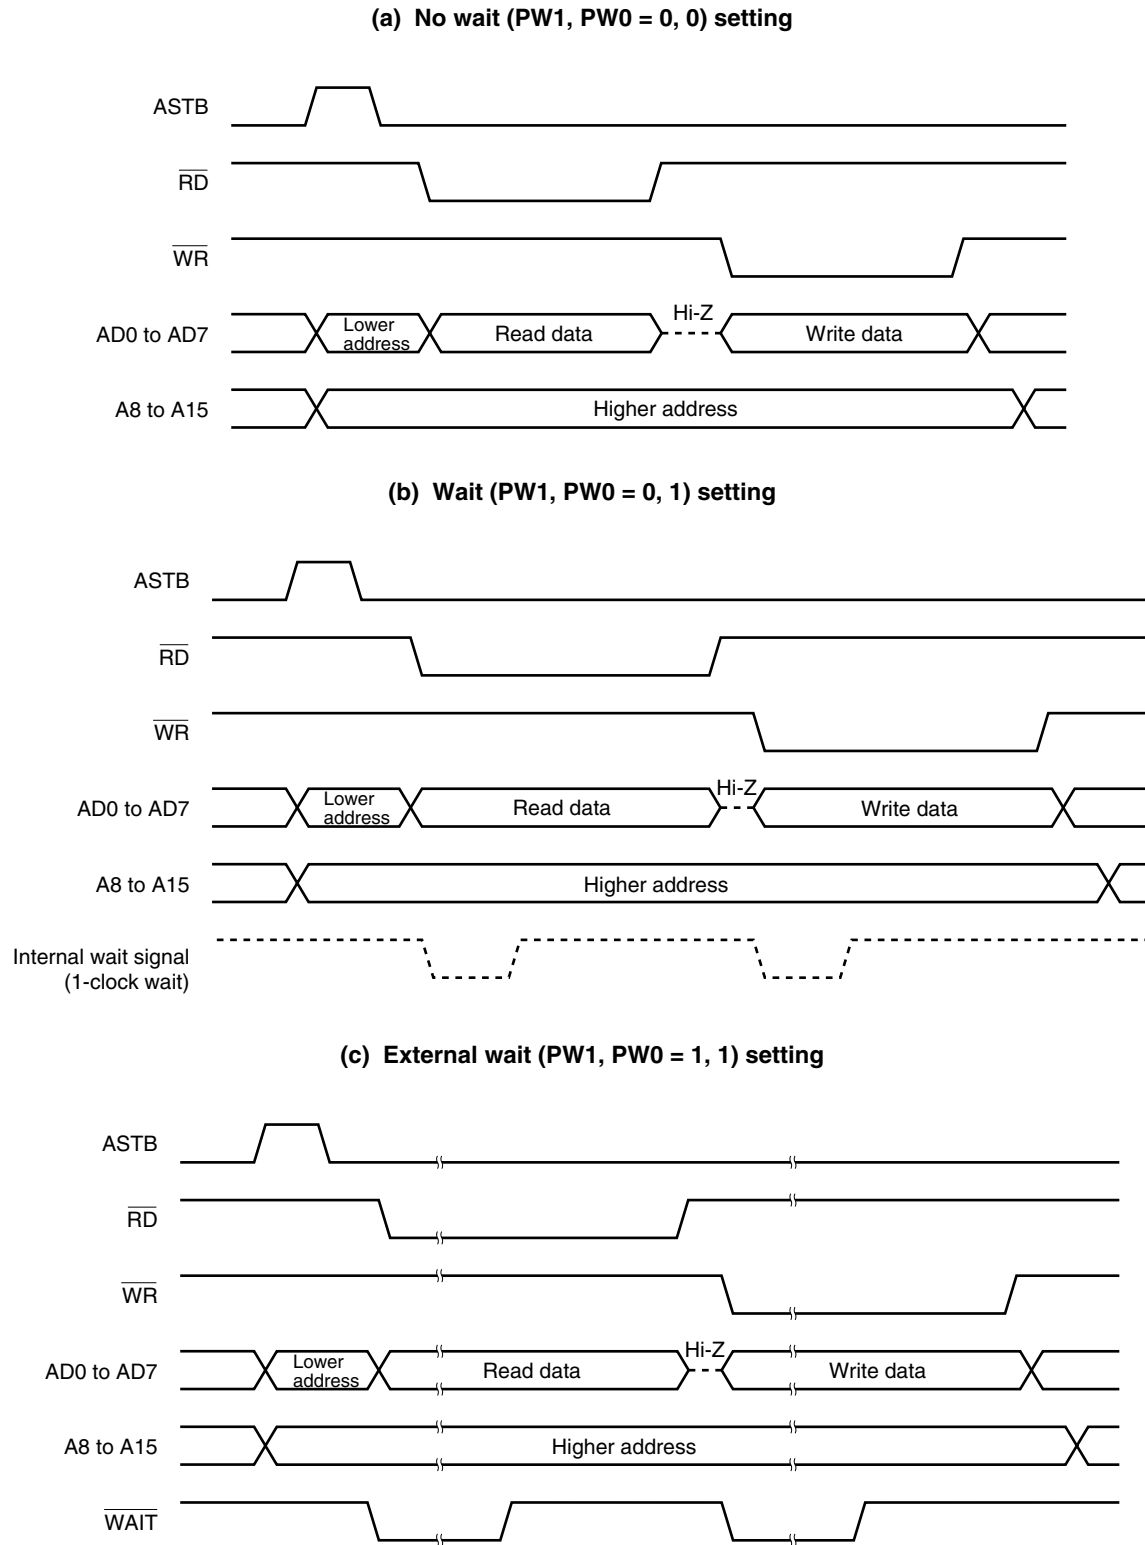 (a) No wait (PW1, PW0 = 0, 0) setting
ASTB
RD
WR
Hi-Z
AD0 to AD7
Lower
address
Read data
Write data
A8 to A15
Higher address
(b) Wait (PW1, PW0 = 0, 1) setting
ASTB
RD
WR
Hi-Z
AD0 to AD7
Lower
address
Read data
Write data
A8 to A15
Higher address
Internal wait signal
(1-clock wait)
(c) External wait (PW1, PW0 = 1, 1) setting
ASTB
RD
WR
Hi-Z
AD0 to AD7
Lower
address
Read data
Write data
A8 to A15
Higher address
WAIT